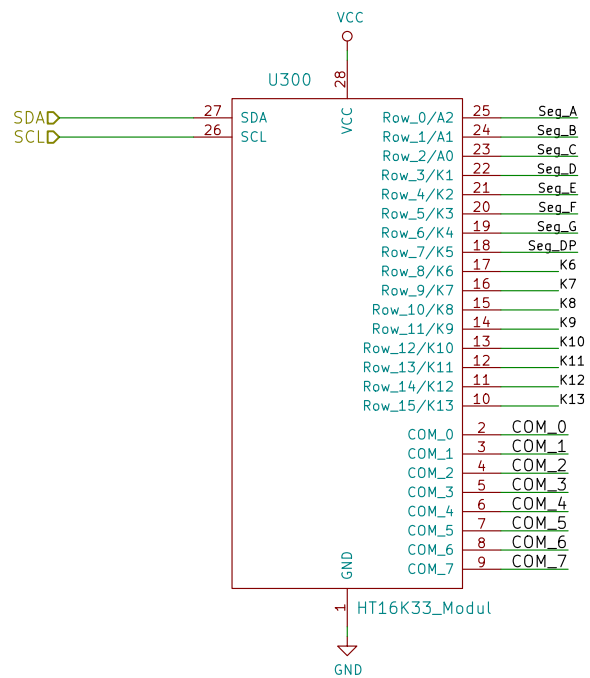 VCC
U300
28
VCC
SDA 27 SDA Row_0/A2 25 Seg_A
SCL 26 SCL Row_1/A1 24 Seg_B
Row_2/A0 23 Seg_C
Row_3/K1 22 Seg_D
Row_4/K2 21 Seg_E
Row_5/K3 20 Seg_F
Row_6/K4 19 Seg_G
Row_7/K5 18 Seg_DP
Row_8/K6 17 K6
Row_9/K7 16 K7
Row_10/K8 15 K8
Row_11/K9 14 K9
Row_12/K10 13 K10
Row_13/K11 12 K11
Row_14/K12 11 K12
Row_15/K13 10 K13
COM_0 2 COM_0
COM_1 3 COM_1
COM_2 4 COM_2
COM_3 5 COM_3
COM_4 6 COM_4
COM_5 7 COM_5
COM_6 8 COM_6
COM_7 9 COM_7
GND
1
HT16K33_Modul
GND